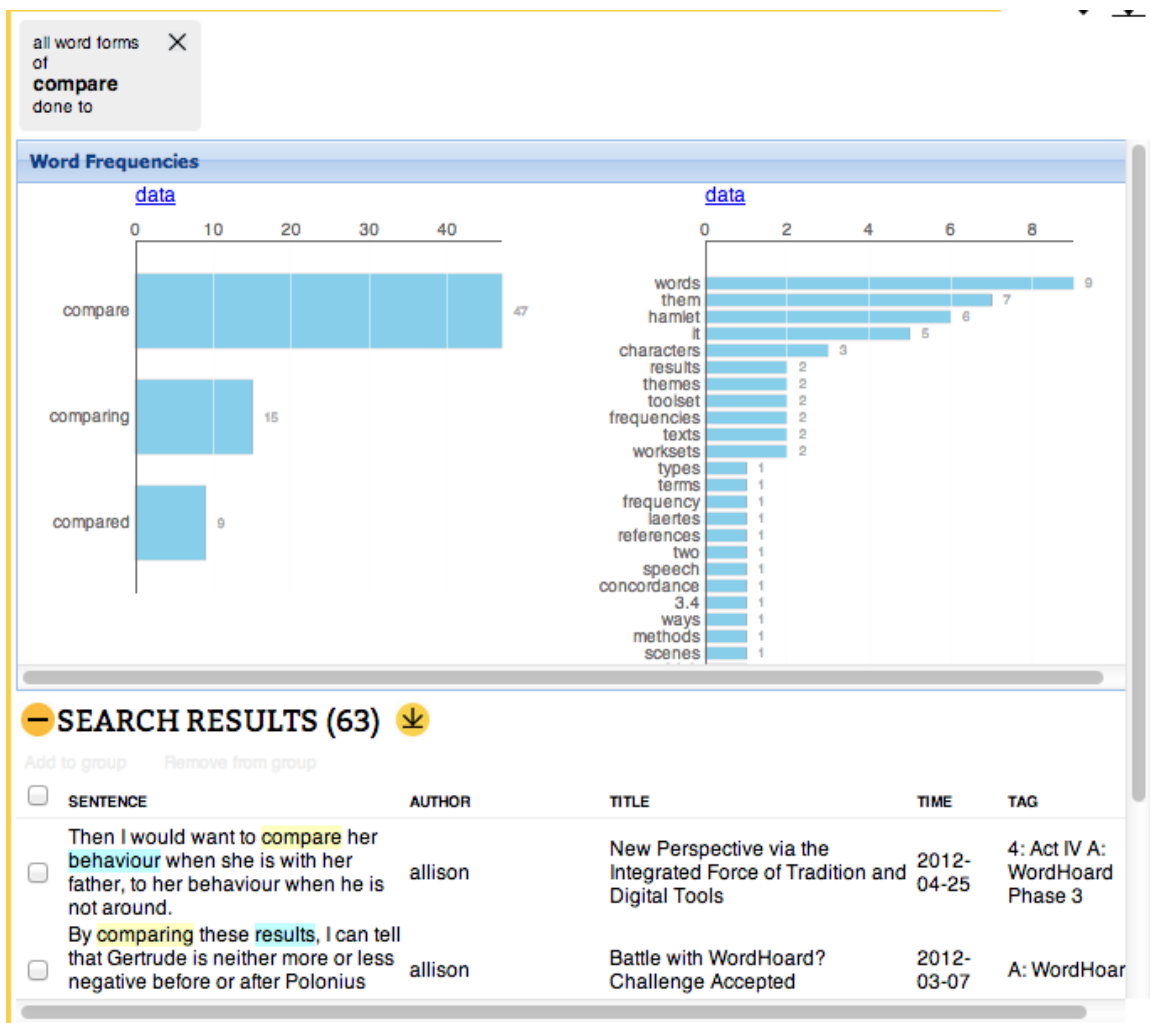 all word forms
of
compare
done to
Word Frequencies
data
0 10 20 30 40
compare 47
comparing 15
compared 9
data
0 2 4 6 8
words 9
them 7
hamlet 6
it 5
characters 3
results 2
themes 2
toolset 2
frequencies 2
texts 2
worksets 2
types 1
terms 1
frequency 1
laertes 1
references 1
two 1
speech 1
concordance 1
3.4 1
ways 1
methods 1
scenes 1
SEARCH RESULTS (63)
Add to group Remove from group
SENTENCE AUTHOR TITLE TIME TAG
Then I would want to compare her
behaviour when she is with her
father, to her behaviour when he is
not around.
allison
New Perspective via the
Integrated Force of Tradition and
Digital Tools
2012-
04-25
4: Act IV A:
WordHoard
Phase 3
By comparing these results, I can tell
that Gertrude is neither more or less
negative before or after Polonius
allison
Battle with WordHoard?
Challenge Accepted
2012-
03-07
A: WordHoar